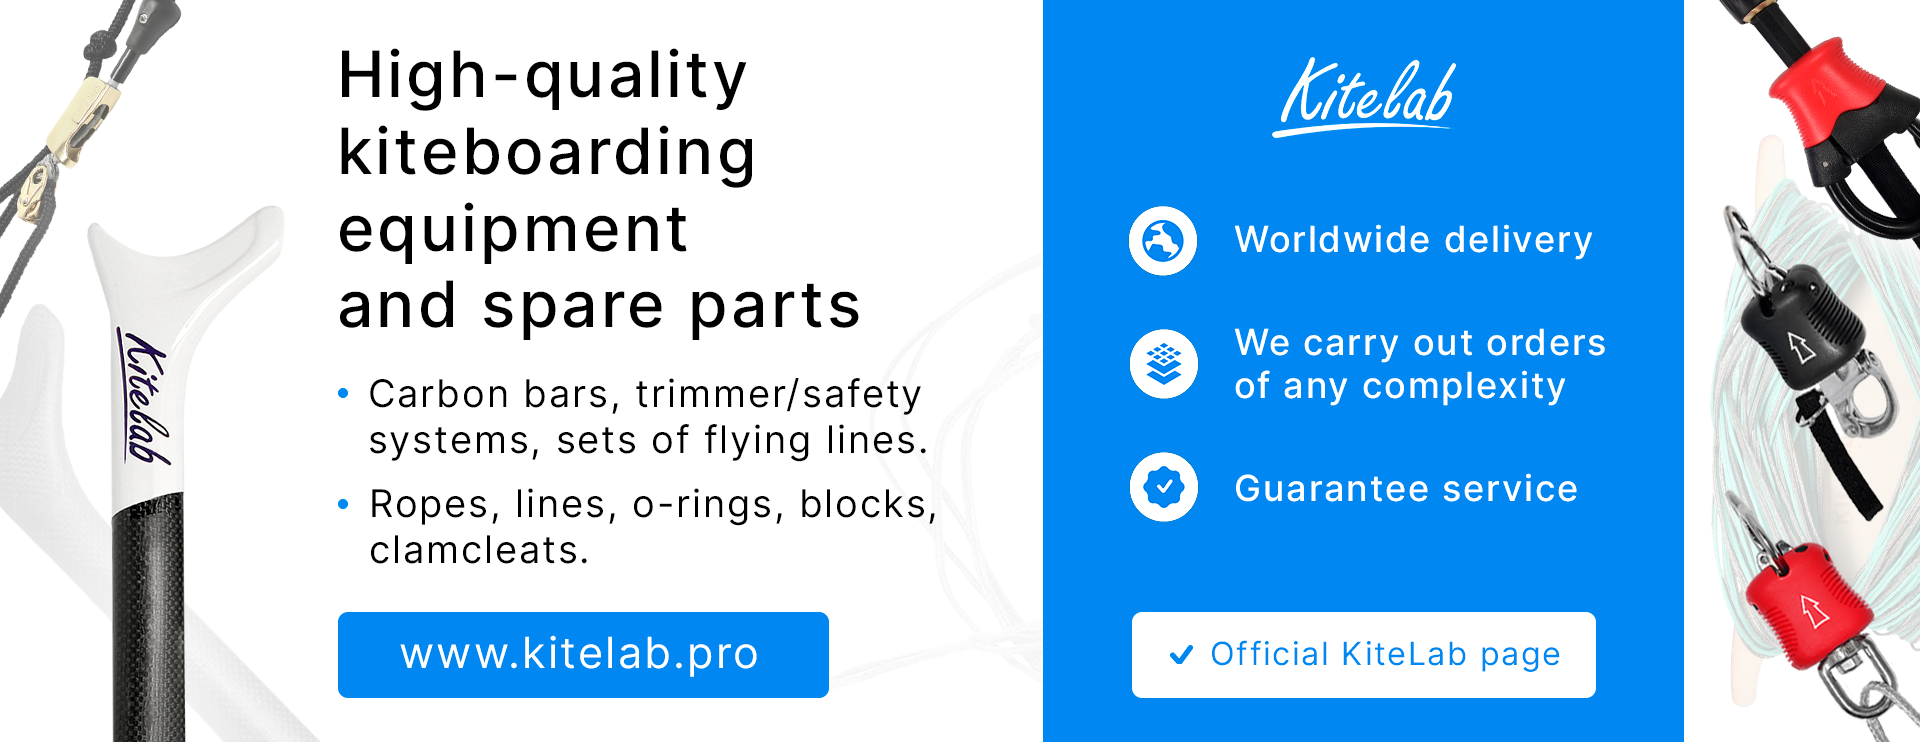 High-quality
kiteboarding
equipment
and spare parts
• Carbon bars, trimmer/safety
systems, sets of flying lines.
• Ropes, lines, o-rings, blocks,
clamcleats.
www.kitelab.pro
Kitelab
Kitelab
Worldwide delivery
We carry out orders
of any complexity
Guarantee service
Official KiteLab page